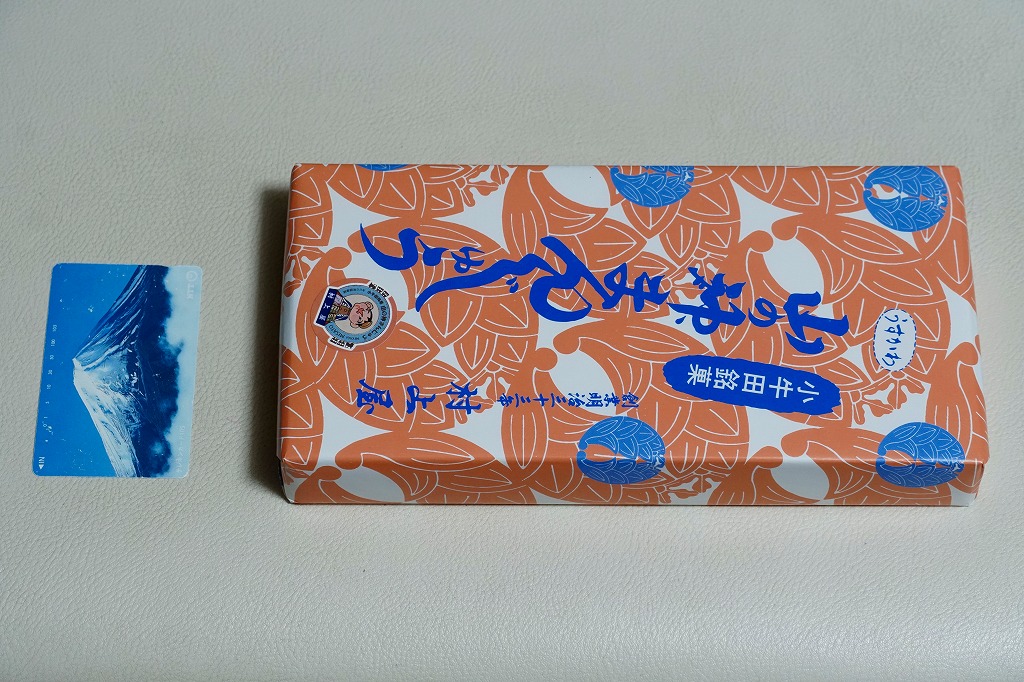 うすかわ
山の神
まんじゅう
小牛田銘菓
創業明治三十三年
村上屋
NTT